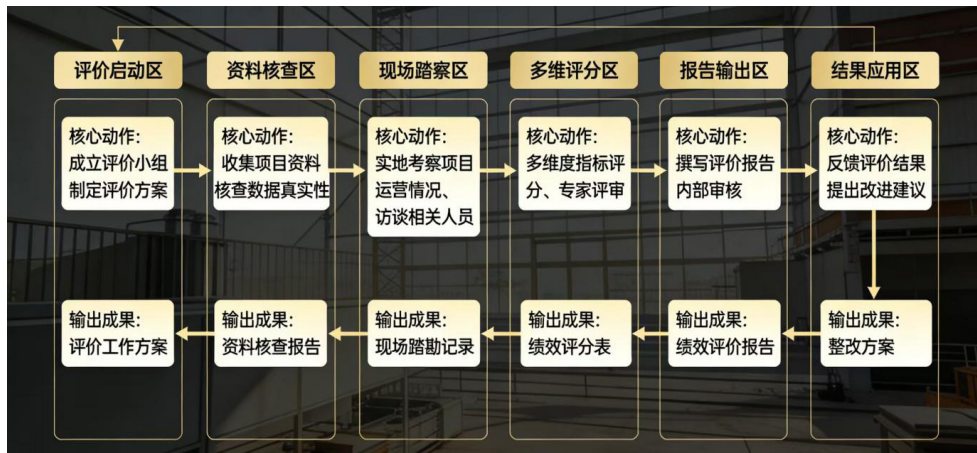 评价启动区
资料核查区
现场踏察区
多维评分区
报告输出区
结果应用区
核心动作：
成立评价小组
制定评价方案
核心动作：
收集项目资料
核查数据真实性
核心动作：
实地考察项目
运营情况、
访谈相关人员
核心动作：
多维度指标评
分、专家评审
核心动作：
撰写评价报告
内部审核
核心动作：
反馈评价结果
提出改进建议
输出成果：
评价工作方案
输出成果：
资料核查报告
输出成果：
现场踏勘记录
输出成果：
绩效评分表
输出成果：
绩效评价报告
输出成果：
整改方案